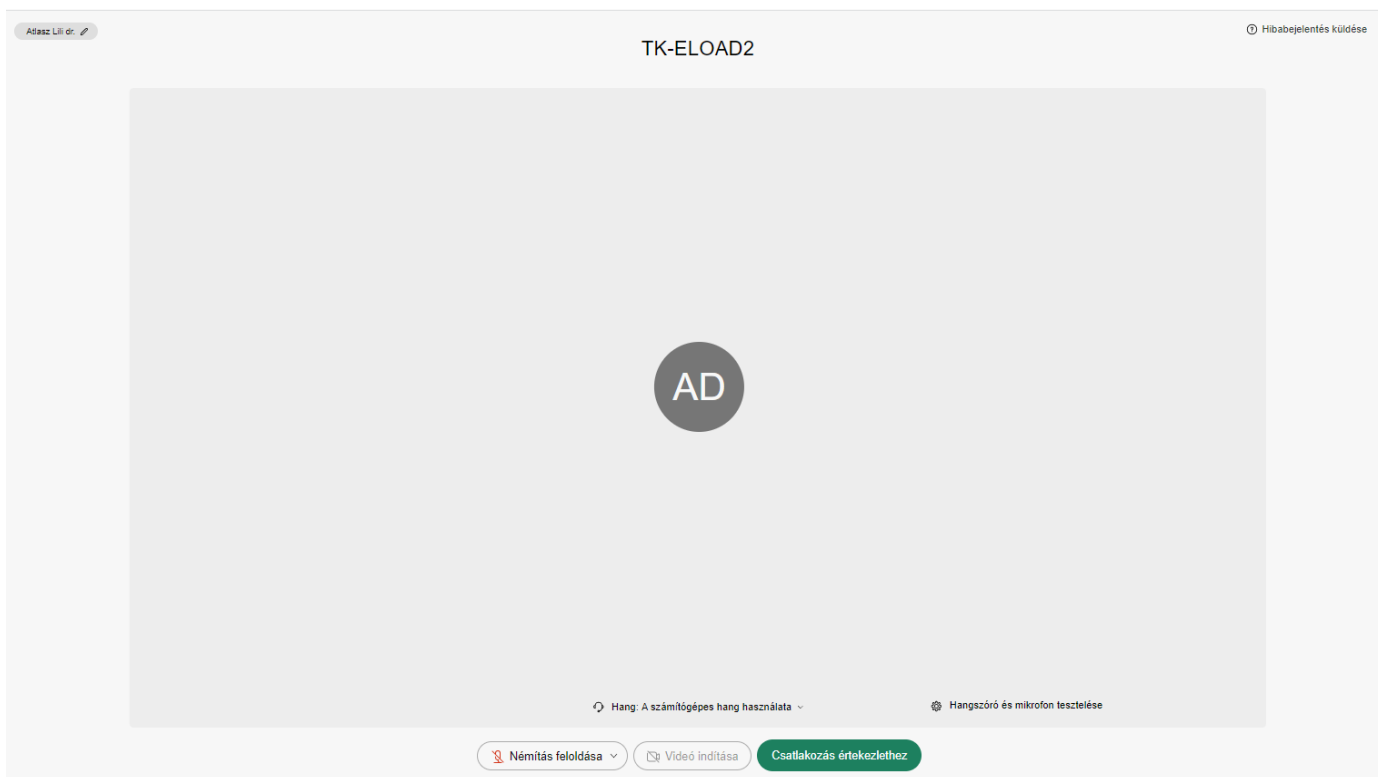 Atlasz Lili dr.
Hibabejelentés küldése
TK-ELOAD2
AD
Hang: A számítógépes hang használata
Hangszóró és mikrofon tesztelése
Némítás feloldása
Videó indítása
Csatlakozás értekezlethez